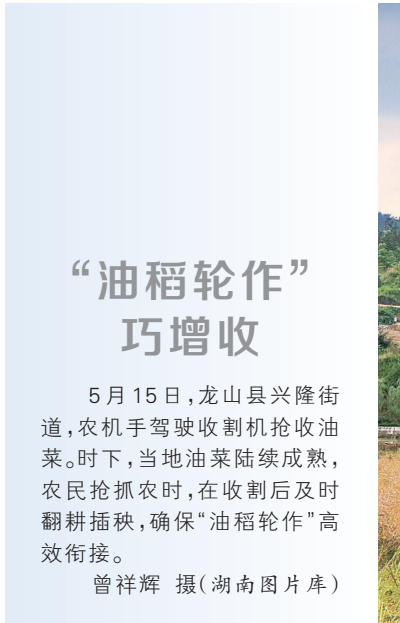 “油稻轮作”
巧增收
5月15日，龙山县兴隆街
道，农机手驾驶收割机抢收油
菜。时下，当地油菜陆续成熟，
农民抢抓农时，在收割后及时
翻耕插秧，确保“油稻轮作”高
效衔接。
曾祥辉 摄（湖南图片库）